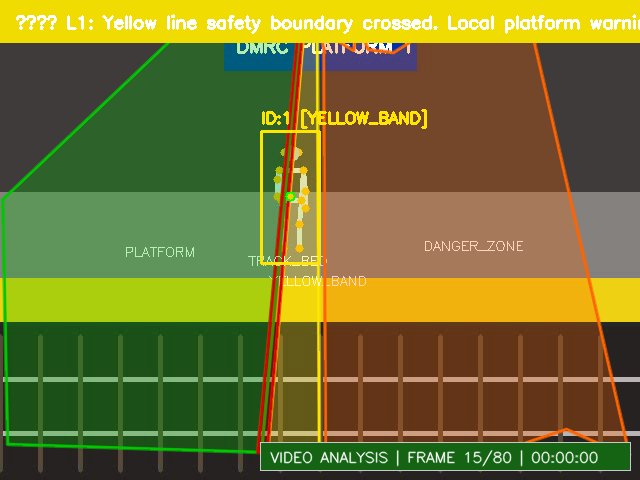 ???? L1: Yellow line safety boundary crossed. Local platform
DMRC PLATFORM 1
ID:1 [YELLOW_BAND]
PLATFORM
DANGER_ZONE
TRACK_BED
YELLOW_BAND
VIDEO ANALYSIS | FRAME 15/80 | 00:00:00